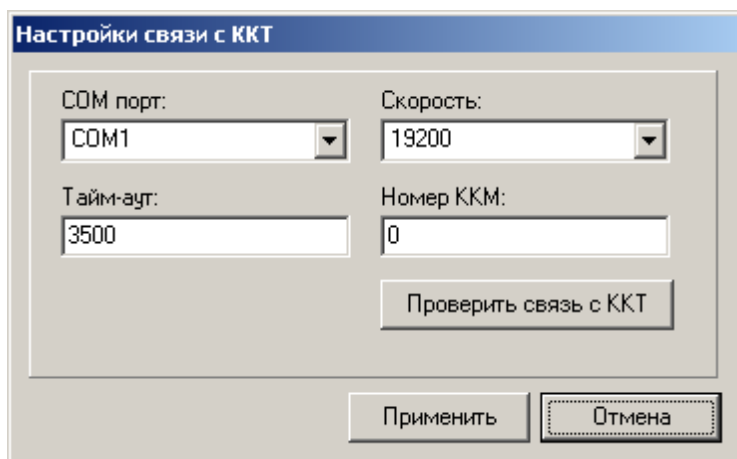 Настройки связи с ККТ
COM порт:
Скорость:
COM1
19200
Тайм-аут:
Номер ККМ:
3500
0
Проверить связь с ККТ
Применить
Отмена